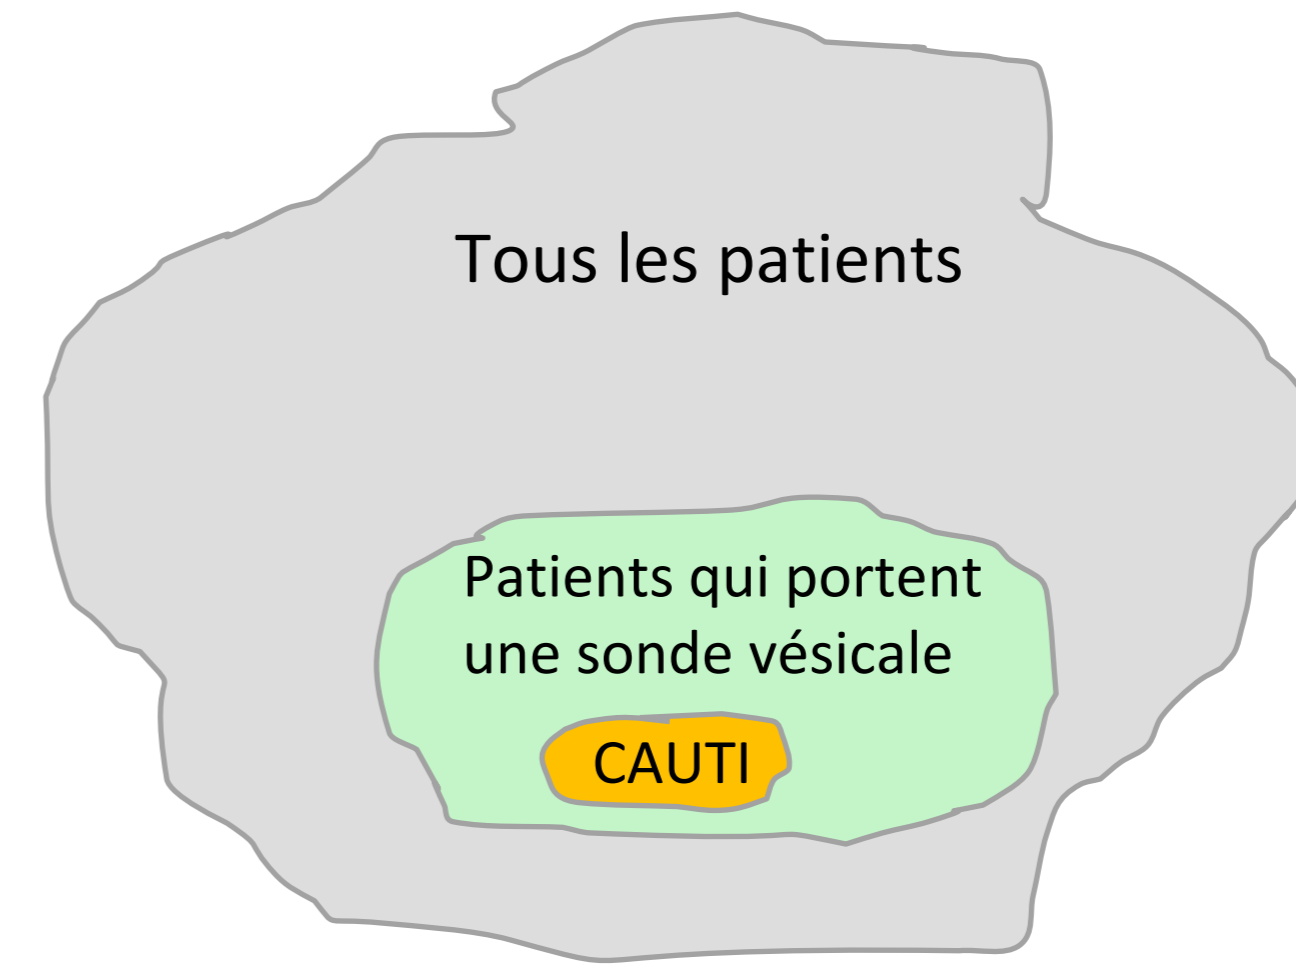 Tous les patients
Patients qui portent
une sonde vésicale
CAUTI